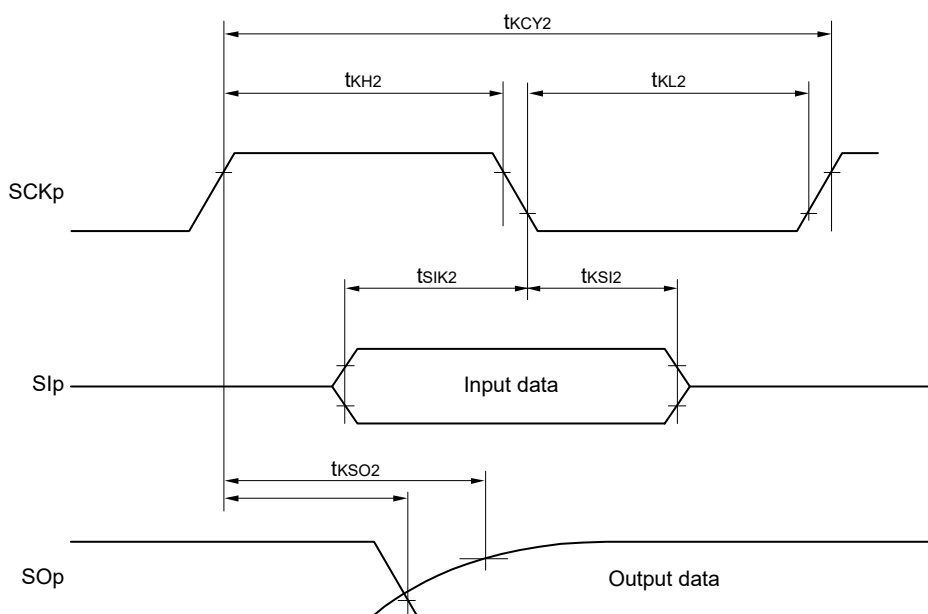 tKCY2
tKH2
tKL2
SCKp
tSIK2
tKSI2
SIp
Input data
tKSO2
SOp
Output data